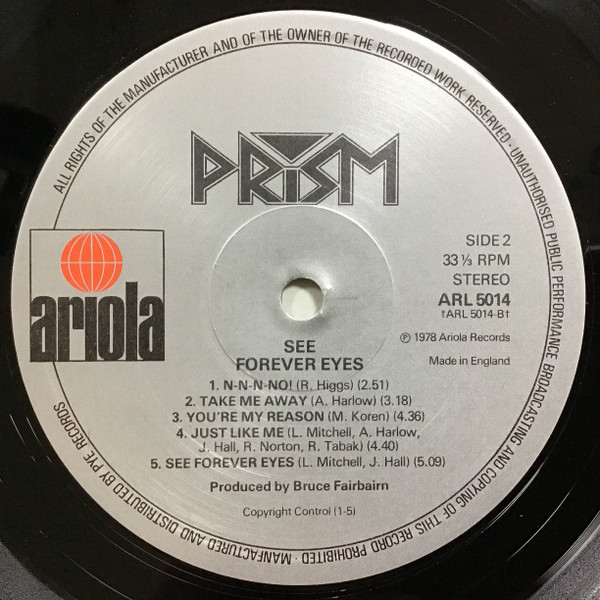 ALL RIGHTS OF THE MANUFACTURER AND OF THE OWNER OF THE RECORDED WORK RESERVED · UNAUTHORISED PUBLIC PERFORMANCE BROADCASTING AND COPYING OF THIS RECORD PROHIBITED · MANUFACTURED AND DISTRIBUTED BY PYE RECORDS
PRISM
SIDE 2
33 ⅓ RPM
STEREO
ARL 5014
†ARL 5014-B†
ariola
℗ 1978 Ariola Records
Made in England
SEE
FOREVER EYES
1. N-N-N-NO! (R. Higgs) (2.51)
2. TAKE ME AWAY (A. Harlow) (3.18)
3. YOU'RE MY REASON (M. Koren) (4.36)
4. JUST LIKE ME (L. Mitchell, A. Harlow,
J. Hall, R. Norton, R. Tabak) (4.40)
5. SEE FOREVER EYES (L. Mitchell, J. Hall) (5.09)
Produced by Bruce Fairbairn
Copyright Control (1-5)